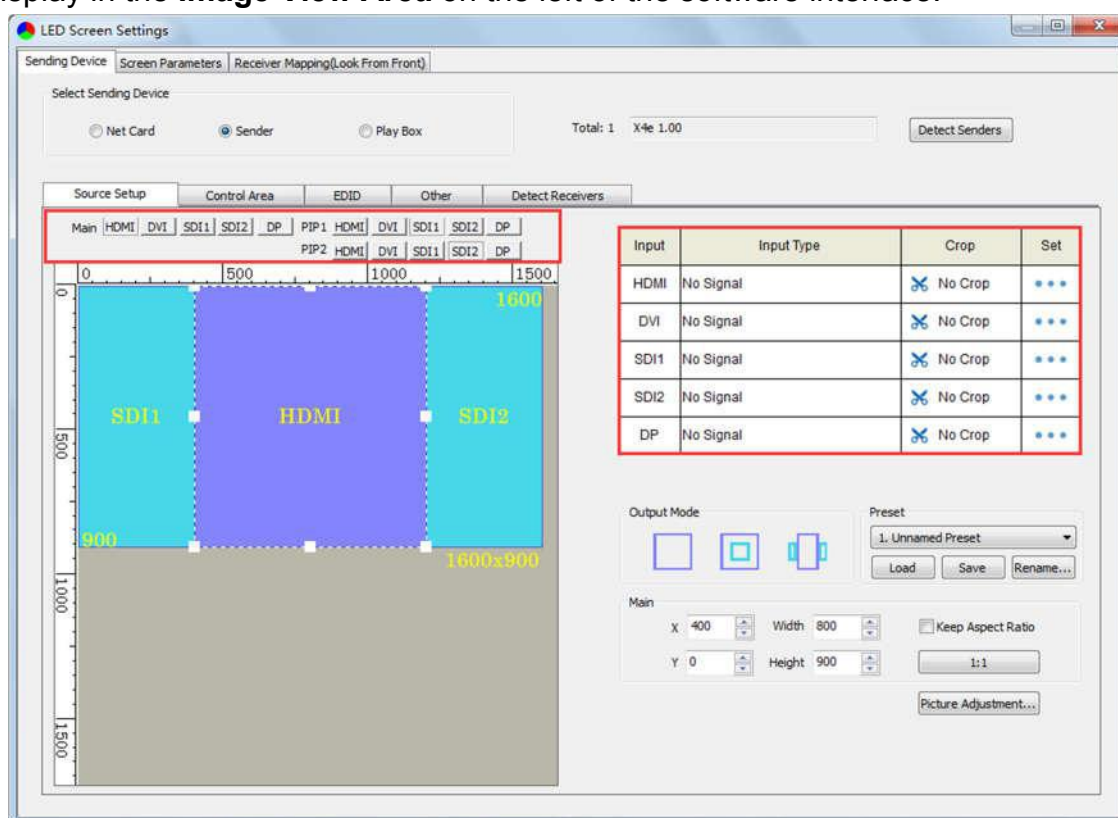 splay in the Image View Area on the left of the software interface.
LED Screen Settings
Sending Device Screen Parameters Receiver Mapping(Look From Front)
Select Sending Device
Net Card Sender Play Box Total: 1 X4e 1.00 Detect Senders
Source Setup Control Area EDID Other Detect Receivers
Main HDMI DVI SDI1 SDI2 DP PIP1 HDMI DVI SDI1 SDI2 DP
PIP2 HDMI DVI SDI1 SDI2 DP
0 500 1000 1500
0 500 1000 1500
1600
SDI1 HDMI SDI2
900
1600x900
Input Input Type Crop Set
HDMI No Signal No Crop
DVI No Signal No Crop
SDI1 No Signal No Crop
SDI2 No Signal No Crop
DP No Signal No Crop
Output Mode
Preset
1. Unnamed Preset
Load Save Rename...
Main
X 400 Width 800 Keep Aspect Ratio
Y 0 Height 900 1:1
Picture Adjustment...